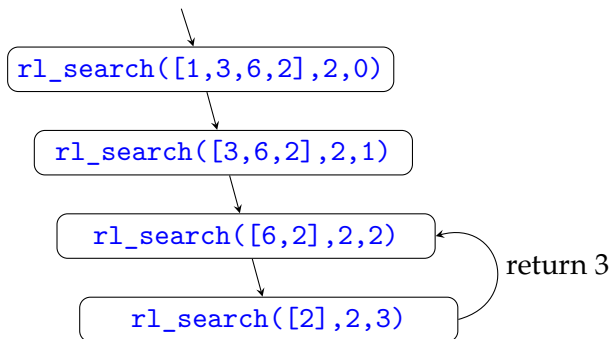 rl_search([1,3,6,2],2,0)
rl_search([3,6,2],2,1)
rl_search([6,2],2,2)
return 3
rl_search([2],2,3)